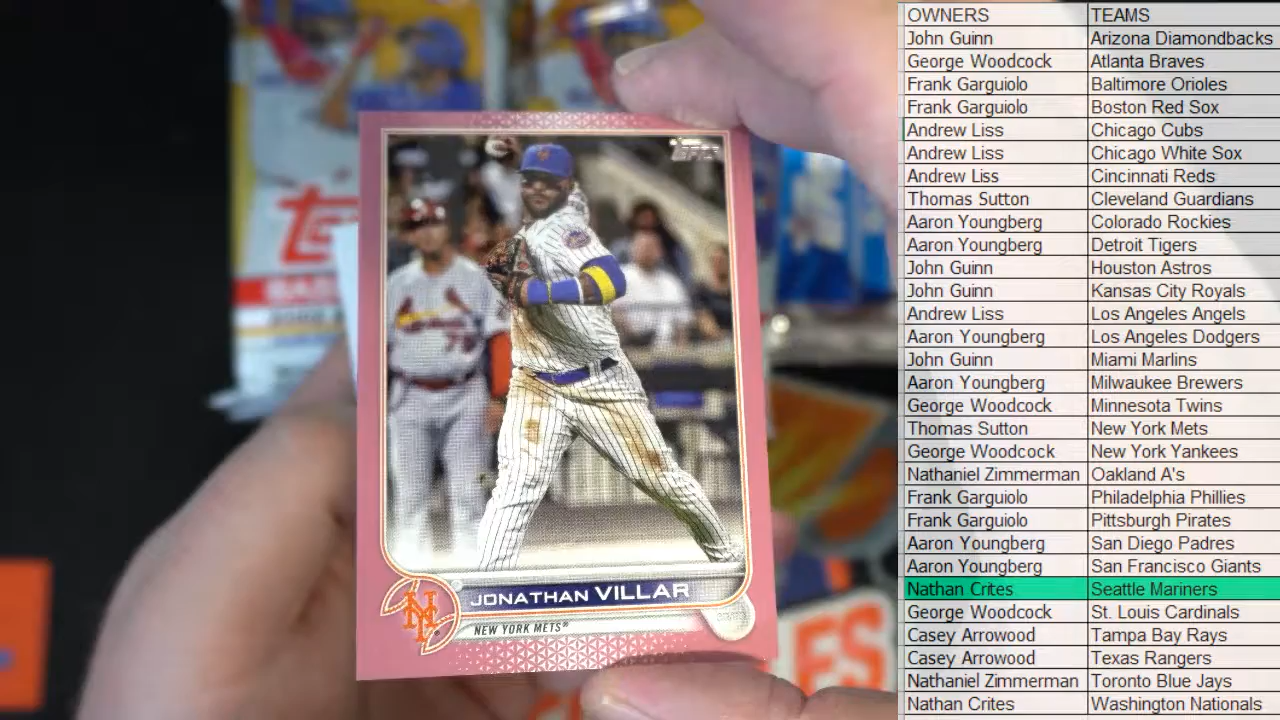 Topps
JONATHAN VILLAR
NEW YORK METS®
OWNERS TEAMS
John Guinn Arizona Diamondbacks
George Woodcock Atlanta Braves
Frank Garguiolo Baltimore Orioles
Frank Garguiolo Boston Red Sox
Andrew Liss Chicago Cubs
Andrew Liss Chicago White Sox
Andrew Liss Cincinnati Reds
Thomas Sutton Cleveland Guardians
Aaron Youngberg Colorado Rockies
Aaron Youngberg Detroit Tigers
John Guinn Houston Astros
John Guinn Kansas City Royals
Andrew Liss Los Angeles Angels
Aaron Youngberg Los Angeles Dodgers
John Guinn Miami Marlins
Aaron Youngberg Milwaukee Brewers
George Woodcock Minnesota Twins
Thomas Sutton New York Mets
George Woodcock New York Yankees
Nathaniel Zimmerman Oakland A's
Frank Garguiolo Philadelphia Phillies
Frank Garguiolo Pittsburgh Pirates
Aaron Youngberg San Diego Padres
Aaron Youngberg San Francisco Giants
Nathan Crites Seattle Mariners
George Woodcock St. Louis Cardinals
Casey Arrowood Tampa Bay Rays
Casey Arrowood Texas Rangers
Nathaniel Zimmerman Toronto Blue Jays
Nathan Crites Washington Nationals